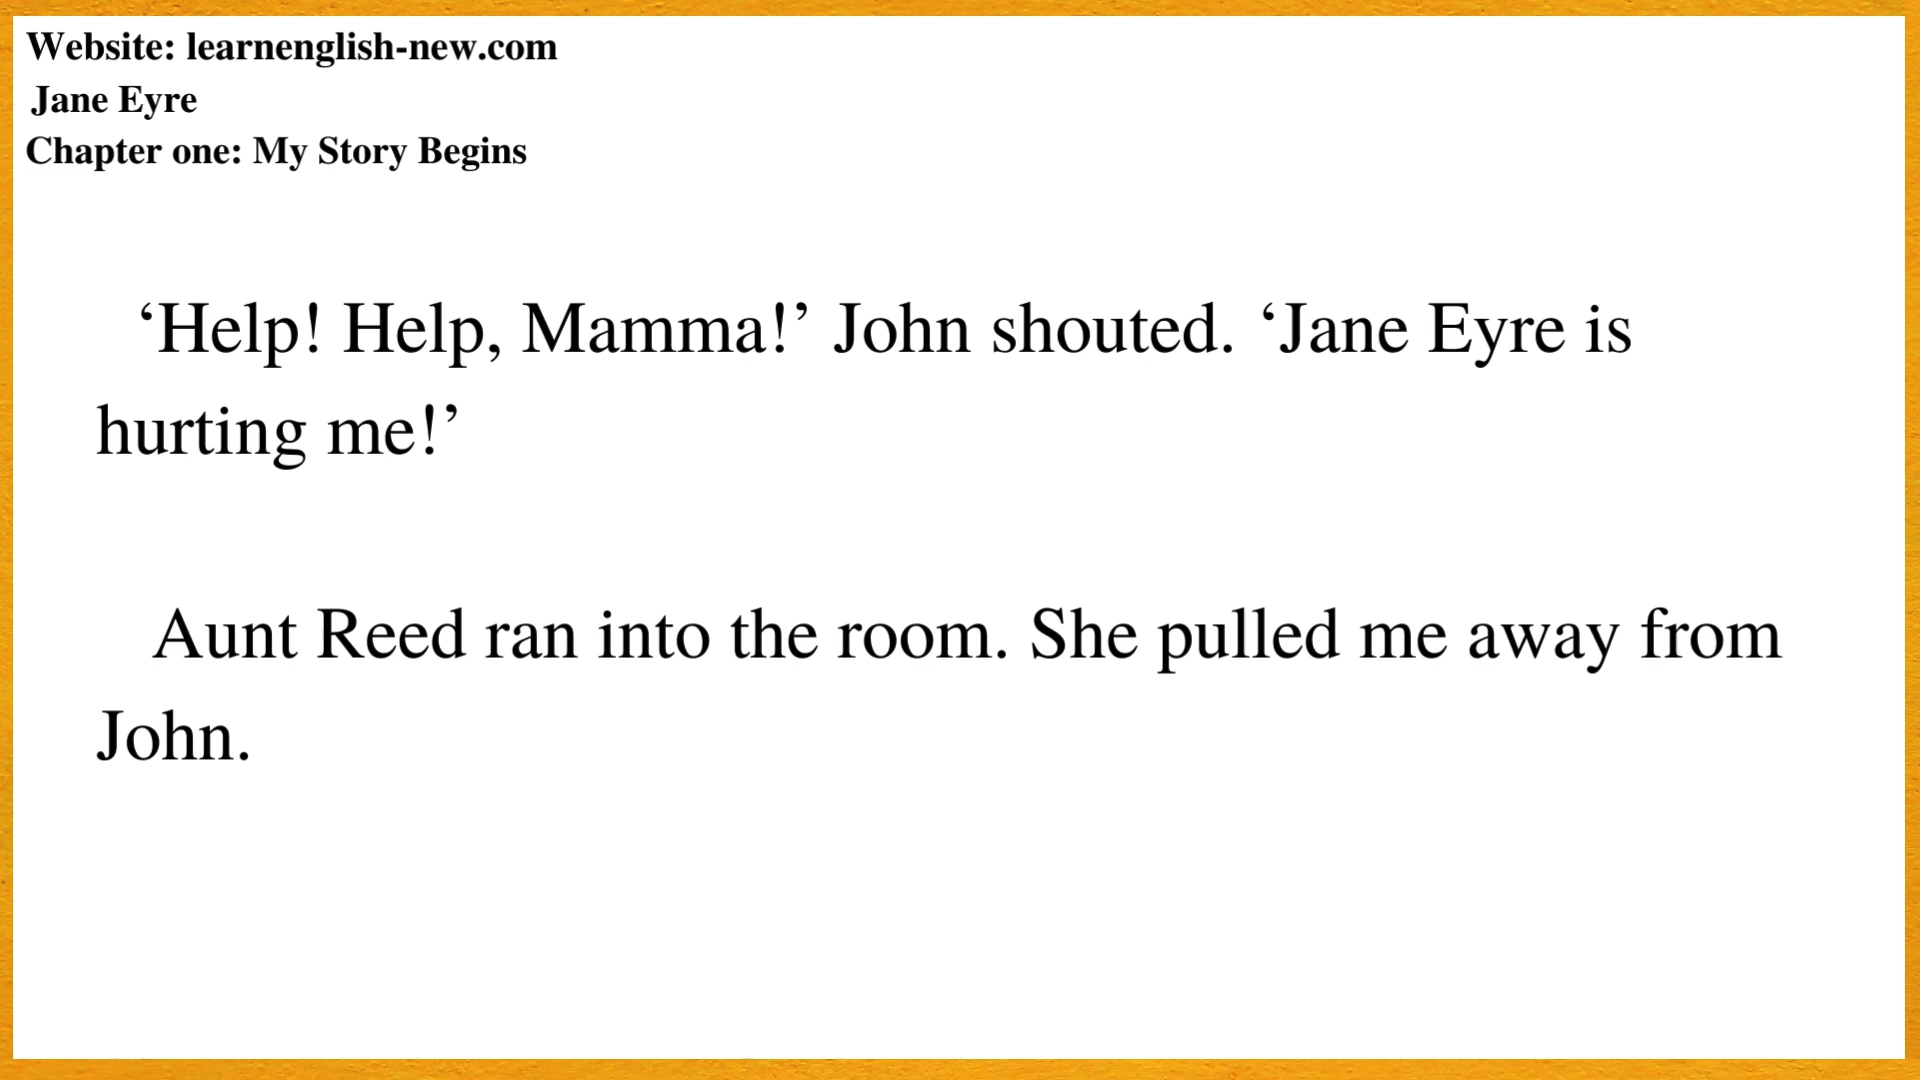 Website: learnenglish-new.com
Jane Eyre
Chapter one: My Story Begins
‘Help! Help, Mamma!’ John shouted. ‘Jane Eyre is
hurting me!’
Aunt Reed ran into the room. She pulled me away from
John.